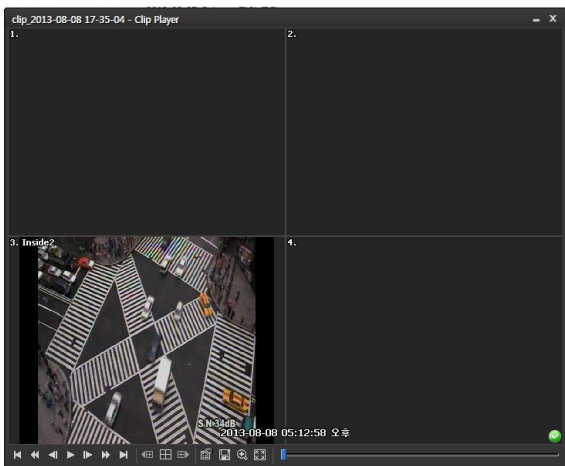 clip_2013-08-08 17-35-04 - Clip Player
1.
2.
3. Inside2
4.
S/N:34dB
2013-08-08 05:12:58 오후